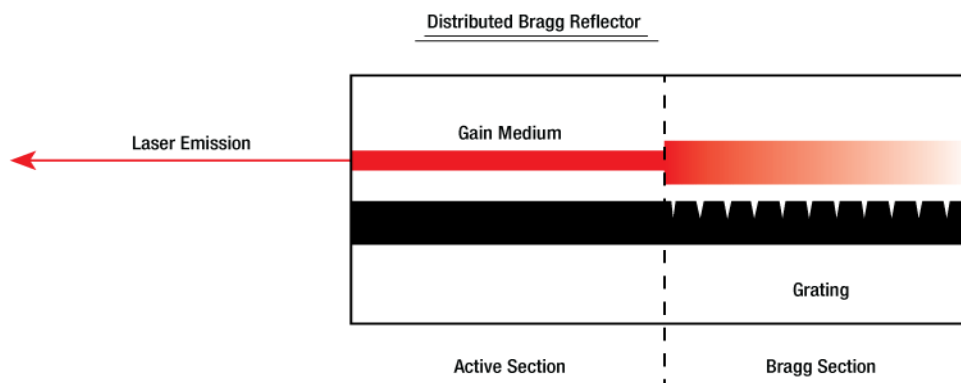 Distributed Bragg Reflector
Laser Emission
Gain Medium
Grating
Active Section
Bragg Section